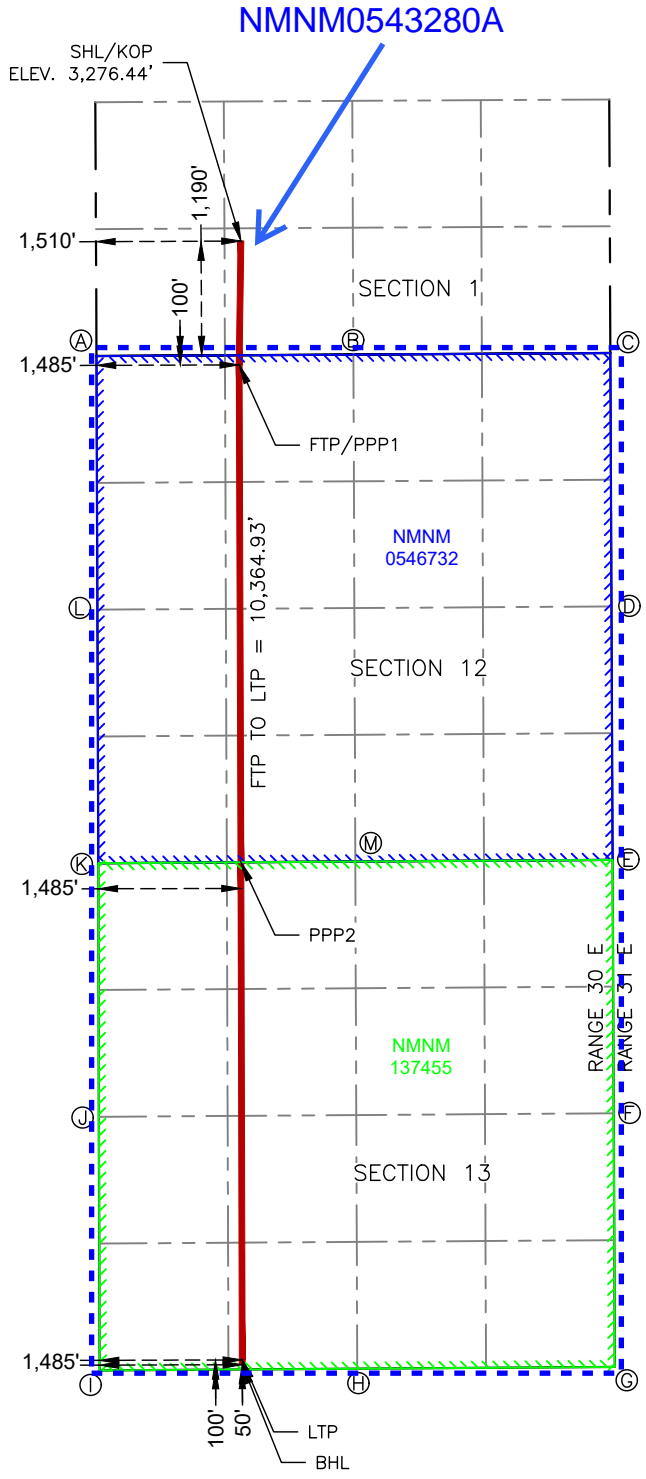 NMNM0543280A
SHL/KOP
ELEV. 3,276.44'
1,190'
1,510'
100'
SECTION 1
A
B
C
1,485'
FTP/PPP1
NMNM
0546732
FTP TO LTP = 10,364.93'
L
D
SECTION 12
M
K
E
1,485'
PPP2
RANGE 30 E
RANGE 31 E
NMNM
137455
J
F
SECTION 13
1,485'
I
H
G
100'
50'
LTP
BHL